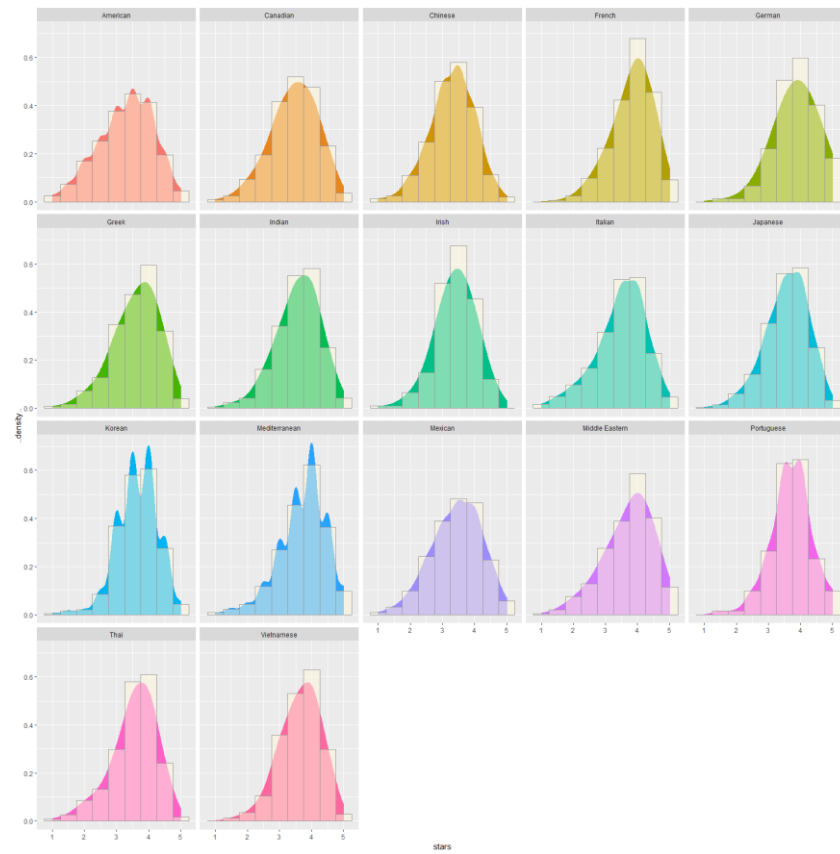 American Canadian Chinese French German
0.6
0.4
0.2
0.0
Greek Indian Irish Italian Japanese
0.6
0.4
0.2
0.0
..density..
Korean Mediterranean Mexican Middle Eastern Portuguese
0.6
0.4
0.2
0.0
1 2 3 4 5 1 2 3 4 5 1 2 3 4 5
Thai Vietnamese
0.6
0.4
0.2
0.0
1 2 3 4 5 1 2 3 4 5
stars